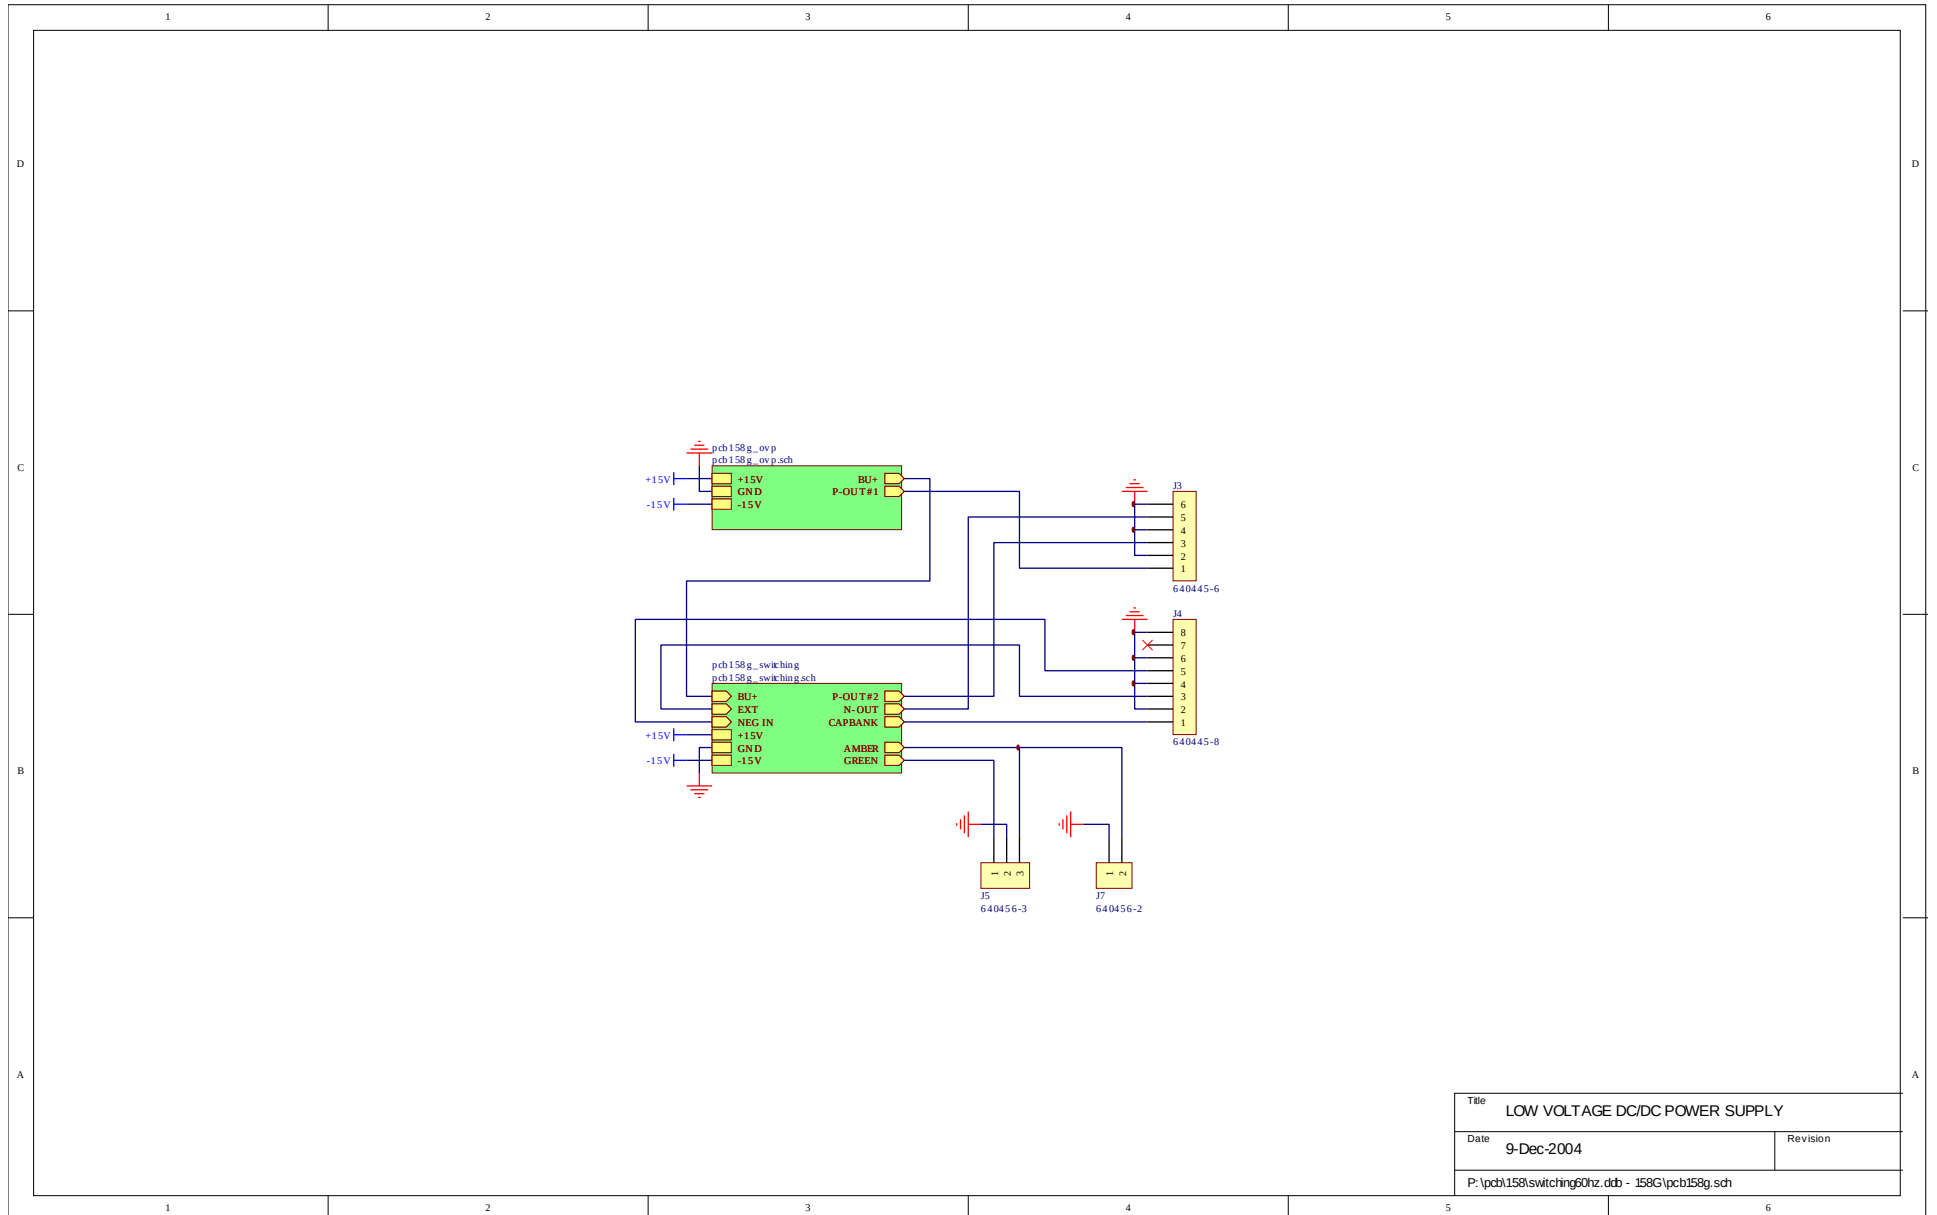 1 2 3 4 5 6
D D
C C
B B
A A
pcb158g_ovp
pcb158g_ovp.sch
+15V +15V BU+
GND P-OUT#1
-15V -15V
J3
6
5
4
3
2
1
640445-6
J4
8
7
6
5
4
3
2
1
640445-8
pcb158g_switching
pcb158g_switching.sch
BU+ P-OUT#2
EXT N-OUT
NEG IN CAPBANK
+15V +15V
GND AMBER
-15V -15V GREEN
1 2 3
J5
640456-3
1 2
J7
640456-2
Title LOW VOLTAGE DC/DC POWER SUPPLY
Date 9-Dec-2004 Revision
P:\pcb\158\switching60hz.ddb - 158G\pcb158g.sch
1 2 3 4 5 6